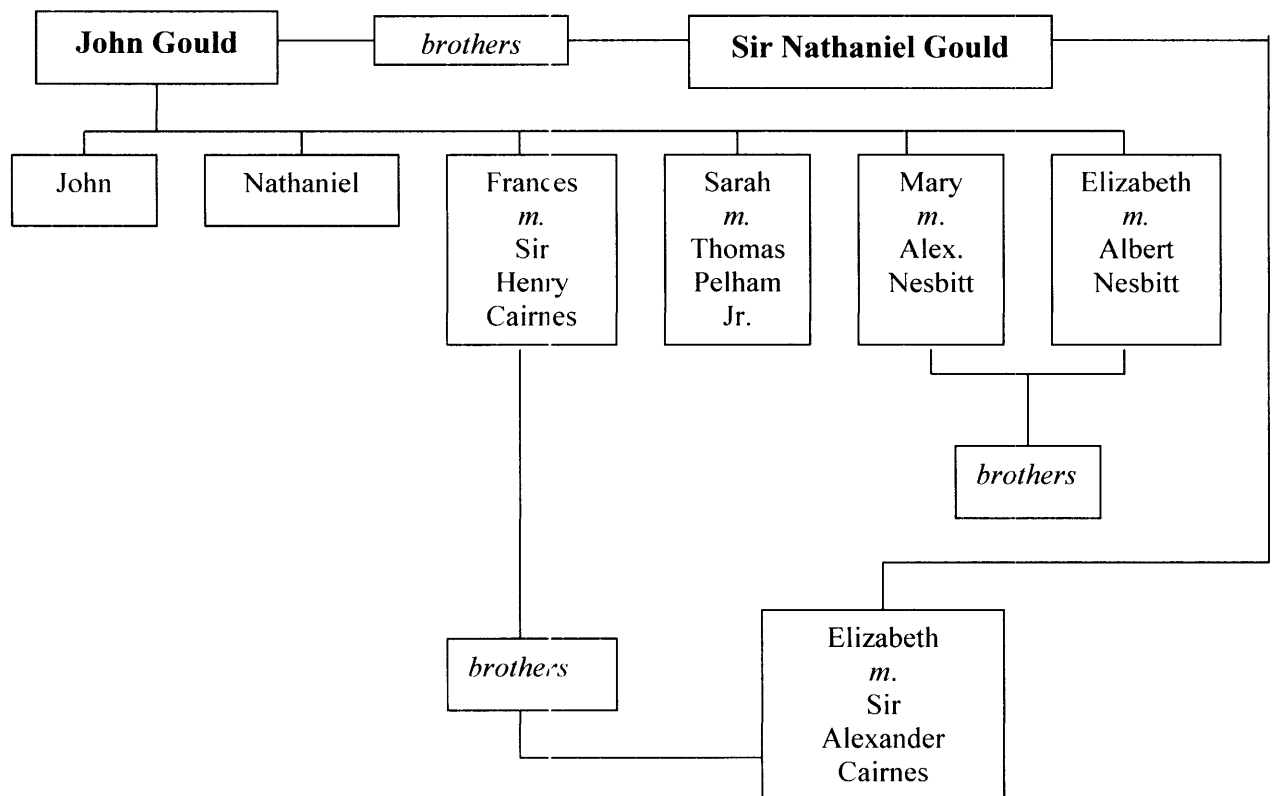 John Gould
brothers
Sir Nathaniel Gould
John
Nathaniel
Frances
m.
Sir
Henry
Cairnes
Sarah
m.
Thomas
Pelham
Jr.
Mary
m.
Alex.
Nesbitt
Elizabeth
m.
Albert
Nesbitt
brothers
brothers
Elizabeth
m.
Sir
Alexander
Cairnes